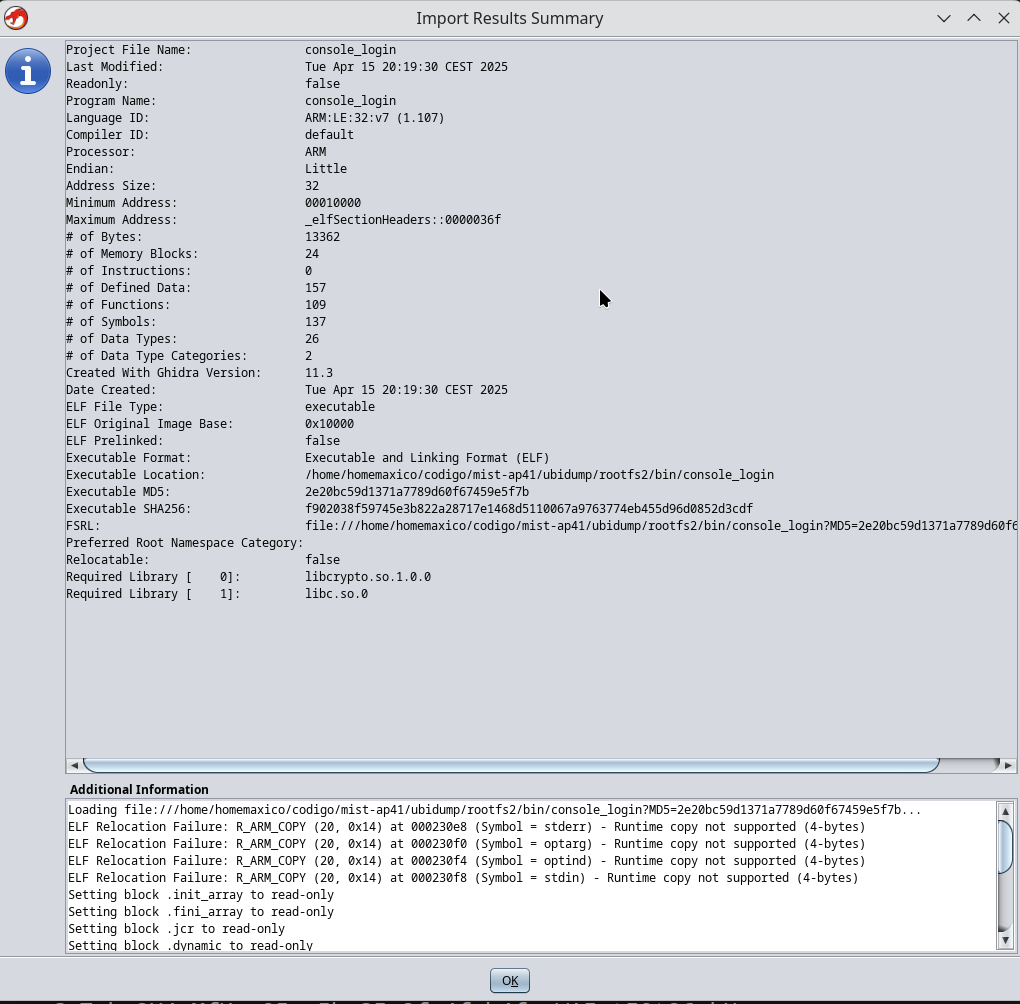 Import Results Summary
Project File Name: console_login
Last Modified: Tue Apr 15 20:19:30 CEST 2025
Readonly: false
Program Name: console_login
Language ID: ARM:LE:32:v7 (1.107)
Compiler ID: default
Processor: ARM
Endian: Little
Address Size: 32
Minimum Address: 00010000
Maximum Address: _elfSectionHeaders::0000036f
# of Bytes: 13362
# of Memory Blocks: 24
# of Instructions: 0
# of Defined Data: 157
# of Functions: 109
# of Symbols: 137
# of Data Types: 26
# of Data Type Categories: 2
Created With Ghidra Version: 11.3
Date Created: Tue Apr 15 20:19:30 CEST 2025
ELF File Type: executable
ELF Original Image Base: 0x10000
ELF Prelinked: false
Executable Format: Executable and Linking Format (ELF)
Executable Location: /home/homemaxico/codigo/mist-ap41/ubidump/rootfs2/bin/console_login
Executable MD5: 2e20bc59d1371a7789d60f67459e5f7b
Executable SHA256: f902038f59745e3b822a28717e1468d5110067a9763774eb455d96d0852d3cdf
FSRL: file:///home/homemaxico/codigo/mist-ap41/ubidump/rootfs2/bin/console_login?MD5=2e20bc59d1371a7789d60f6
Preferred Root Namespace Category:
Relocatable: false
Required Library [ 0]: libcrypto.so.1.0.0
Required Library [ 1]: libc.so.0
Additional Information
Loading file:///home/homemaxico/codigo/mist-ap41/ubidump/rootfs2/bin/console_login?MD5=2e20bc59d1371a7789d60f67459e5f7b...
ELF Relocation Failure: R_ARM_COPY (20, 0x14) at 000230e8 (Symbol = stderr) - Runtime copy not supported (4-bytes)
ELF Relocation Failure: R_ARM_COPY (20, 0x14) at 000230f0 (Symbol = optarg) - Runtime copy not supported (4-bytes)
ELF Relocation Failure: R_ARM_COPY (20, 0x14) at 000230f4 (Symbol = optind) - Runtime copy not supported (4-bytes)
ELF Relocation Failure: R_ARM_COPY (20, 0x14) at 000230f8 (Symbol = stdin) - Runtime copy not supported (4-bytes)
Setting block .init_array to read-only
Setting block .fini_array to read-only
Setting block .jcr to read-only
Setting block .dynamic to read-only
OK